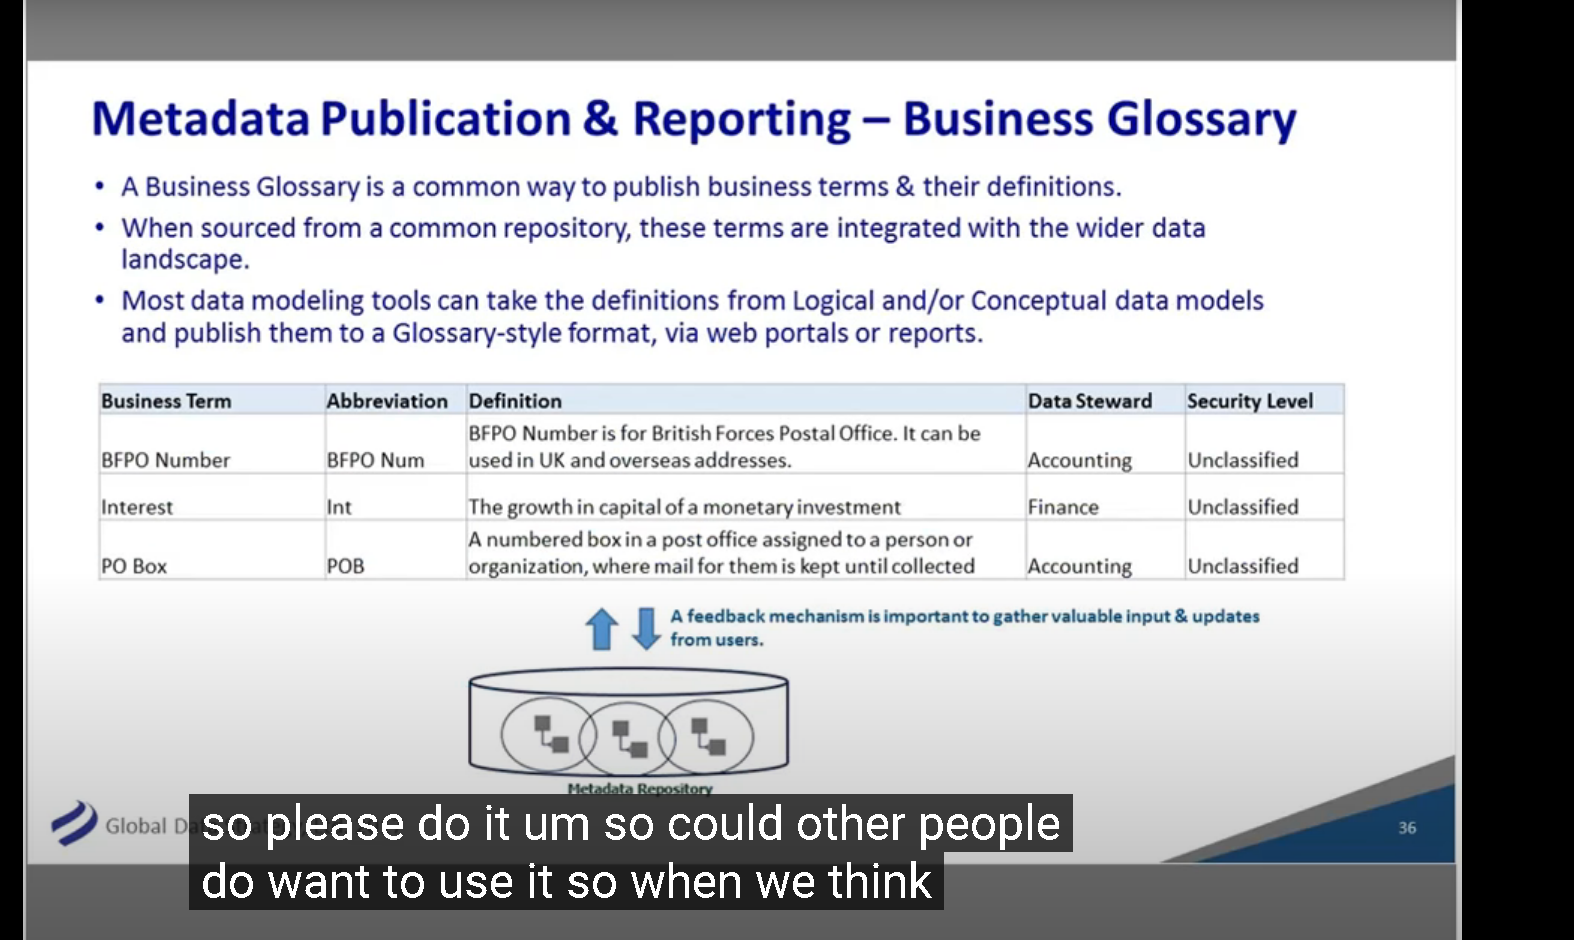 Metadata Publication & Reporting – Business Glossary
• A Business Glossary is a common way to publish business terms & their definitions.
• When sourced from a common repository, these terms are integrated with the wider data
landscape.
• Most data modeling tools can take the definitions from Logical and/or Conceptual data models
and publish them to a Glossary-style format, via web portals or reports.
Business Term Abbreviation Definition Data Steward Security Level
BFPO Number is for British Forces Postal Office. It can be
BFPO Number BFPO Num used in UK and overseas addresses. Accounting Unclassified
Interest Int The growth in capital of a monetary investment Finance Unclassified
A numbered box in a post office assigned to a person or
PO Box POB organization, where mail for them is kept until collected Accounting Unclassified
A feedback mechanism is important to gather valuable input & updates
from users.
Metadata Repository
Global
so please do it um so could other people
do want to use it so when we think
36